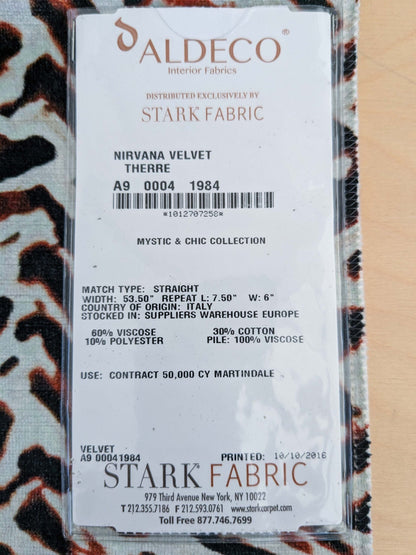 ALDECO®
Interior Fabrics
DISTRIBUTED EXCLUSIVELY BY
STARK FABRIC
NIRVANA VELVET
THERRE
A9 0004 1984
*1012707258*
MYSTIC & CHIC COLLECTION
MATCH TYPE: STRAIGHT
WIDTH: 53.50" REPEAT L: 7.50" W: 6"
COUNTRY OF ORIGIN: ITALY
STOCKED IN: SUPPLIERS WAREHOUSE EUROPE
60% VISCOSE 30% COTTON
10% POLYESTER PILE: 100% VISCOSE
USE: CONTRACT 50,000 CY MARTINDALE
VELVET
A9 00041984 PRINTED: 10/10/2016
STARK FABRIC
979 Third Avenue New York, NY 10022
T 212.355.7186 F 212.593.0761 www.starkcarpet.com
Toll Free 877.746.7699